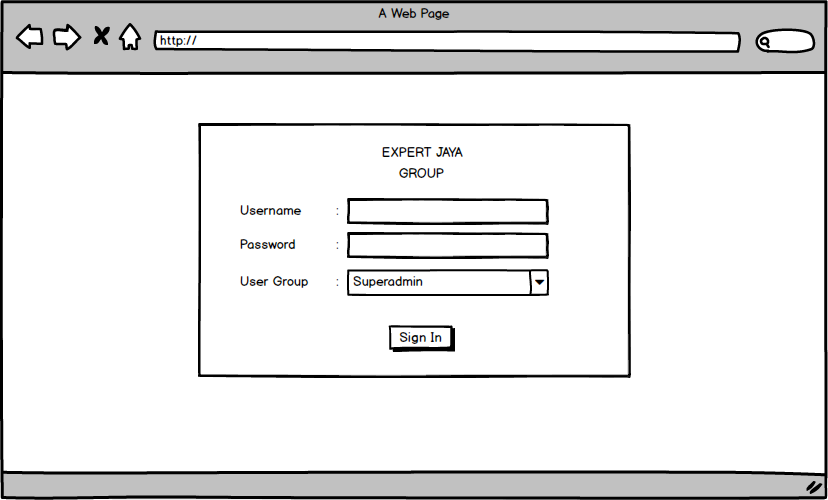 A Web Page
http://
EXPERT JAYA
GROUP
Username :
Password :
User Group : Superadmin
Sign In